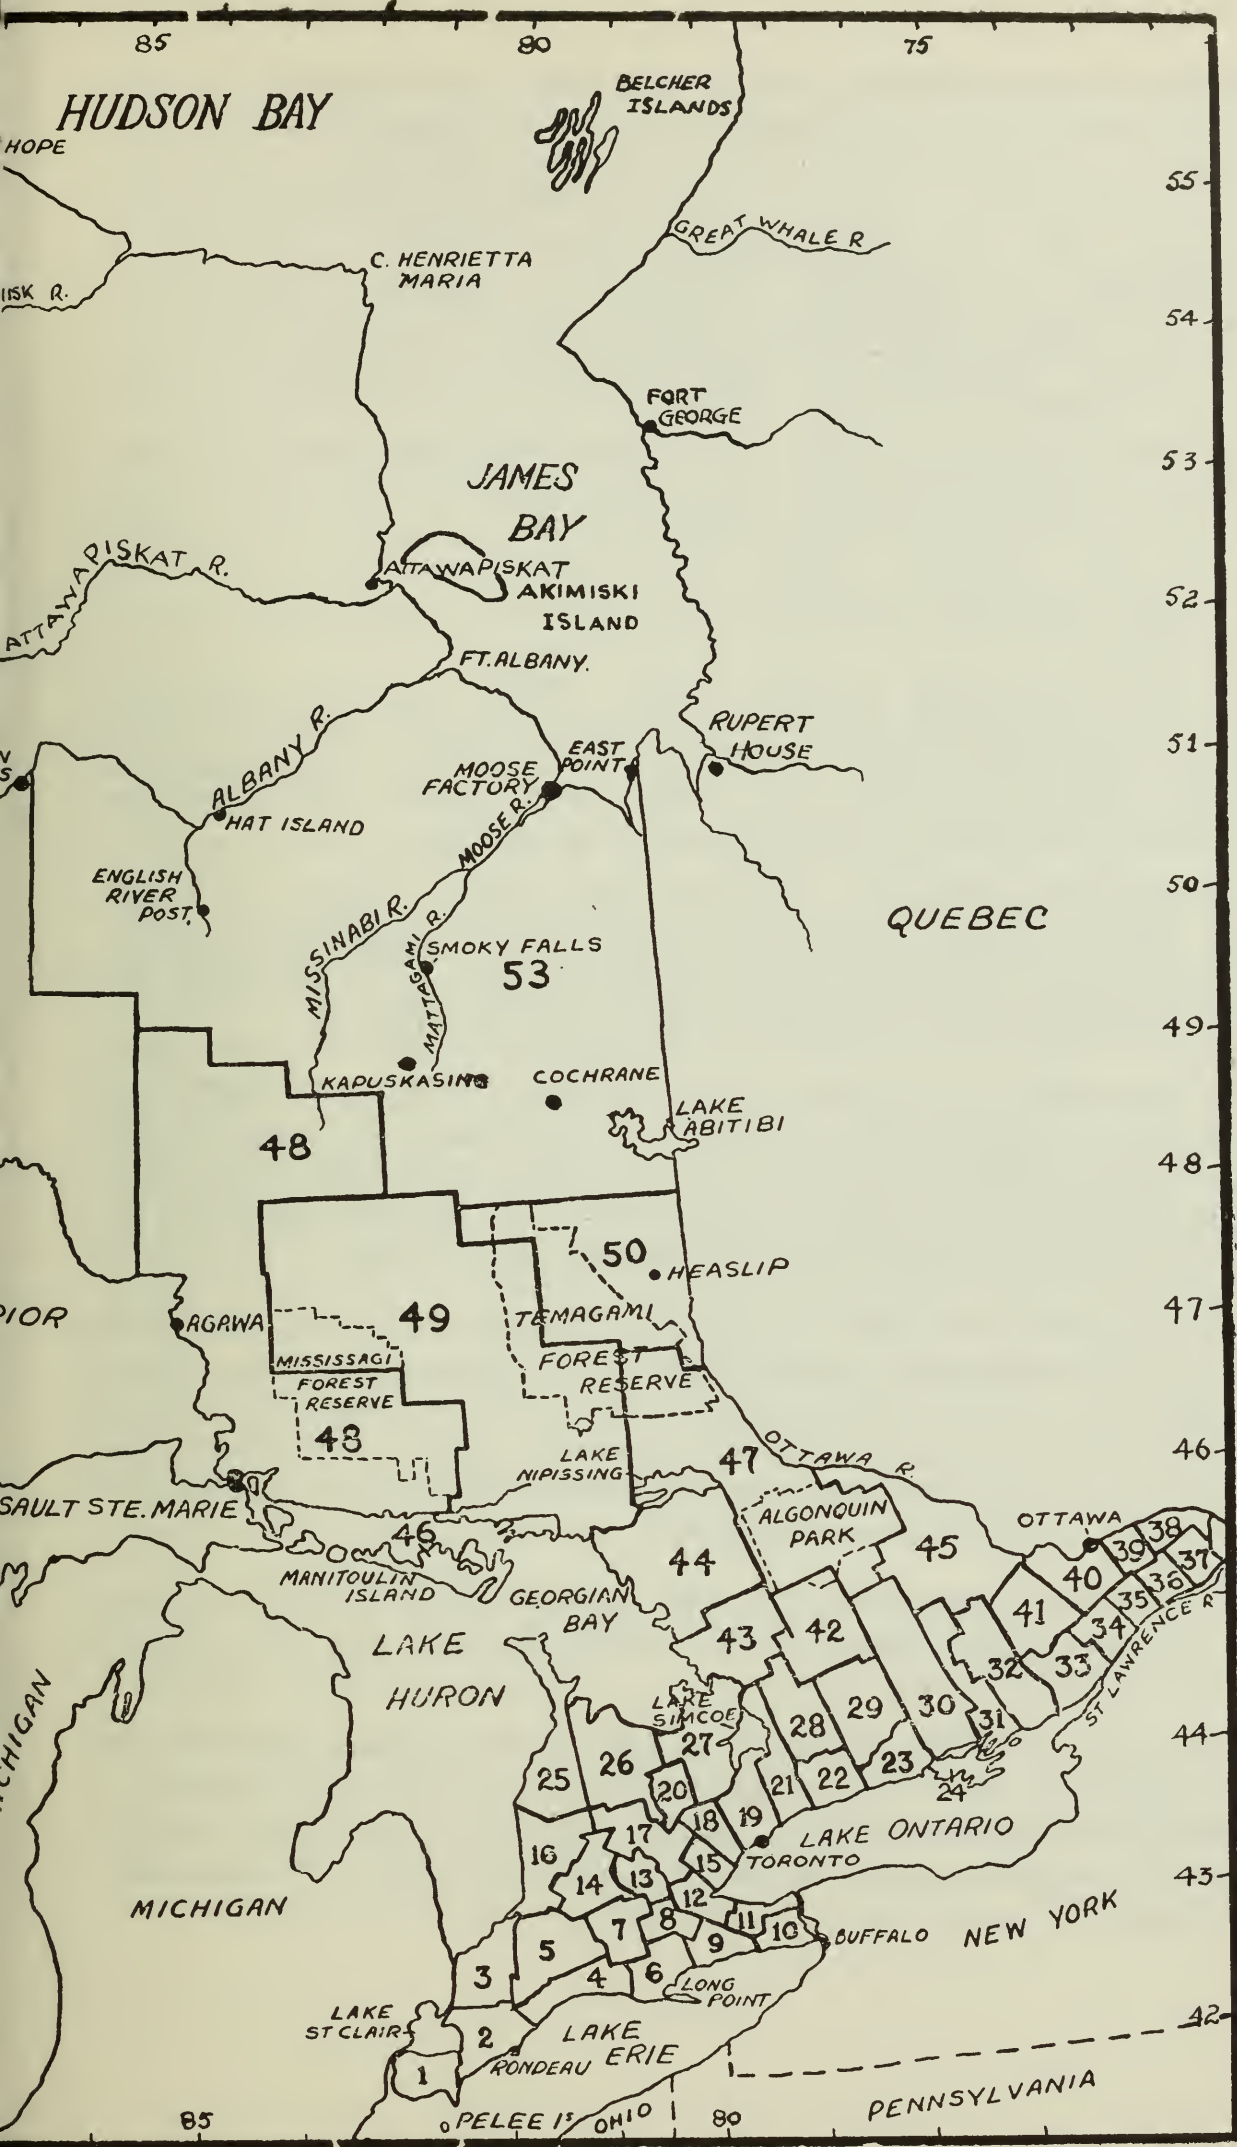 85
80
75
HUDSON BAY
BELCHER
ISLANDS
HOPE
55
GREAT WHALE R
C. HENRIETTA
MARIA
ISK R.
54
FORT
GEORGE
53
JAMES
BAY
ATTAWAPISKAT R.
ATTAWAPISKAT
AKIMISKI
ISLAND
52
FT. ALBANY.
ALBANY R.
RUPERT
HOUSE
51
EAST
POINT
MOOSE
FACTORY
HAT ISLAND
MOOSE R.
ENGLISH
RIVER
POST.
50
QUEBEC
MISSINABI R.
MATTAGAMI R.
SMOKY FALLS
53
49
KAPUSKASING
COCHRANE
LAKE
ABITIBI
48
48
50
HEASLIP
47
PIOR
AGAWA
49
TEMAGAMI
FOREST
RESERVE
MISSISSAGI
FOREST
RESERVE
48
46
OTTAWA R.
47
LAKE
NIPISSING
SAULT STE. MARIE
ALGONQUIN
PARK
OTTAWA
38
39
37
46
44
45
40
36
35
MANITOULIN
ISLAND
GEORGIAN
BAY
41
34
ST LAWRENCE R
LAKE
HURON
43
42
32
33
CHIGAN
LAKE
SIMCOE
28
29
30
31
44
25
26
27
20
21
22
23
24
16
17
18
19
LAKE ONTARIO
TORONTO
14
13
15
43
MICHIGAN
12
11
10
BUFFALO
NEW YORK
7
8
9
5
3
4
6
LONG
POINT
42
LAKE
ST CLAIR
2
LAKE
ERIE
RONDEAU
1
PENNSYLVANIA
85
PELEE IS
OHIO
80